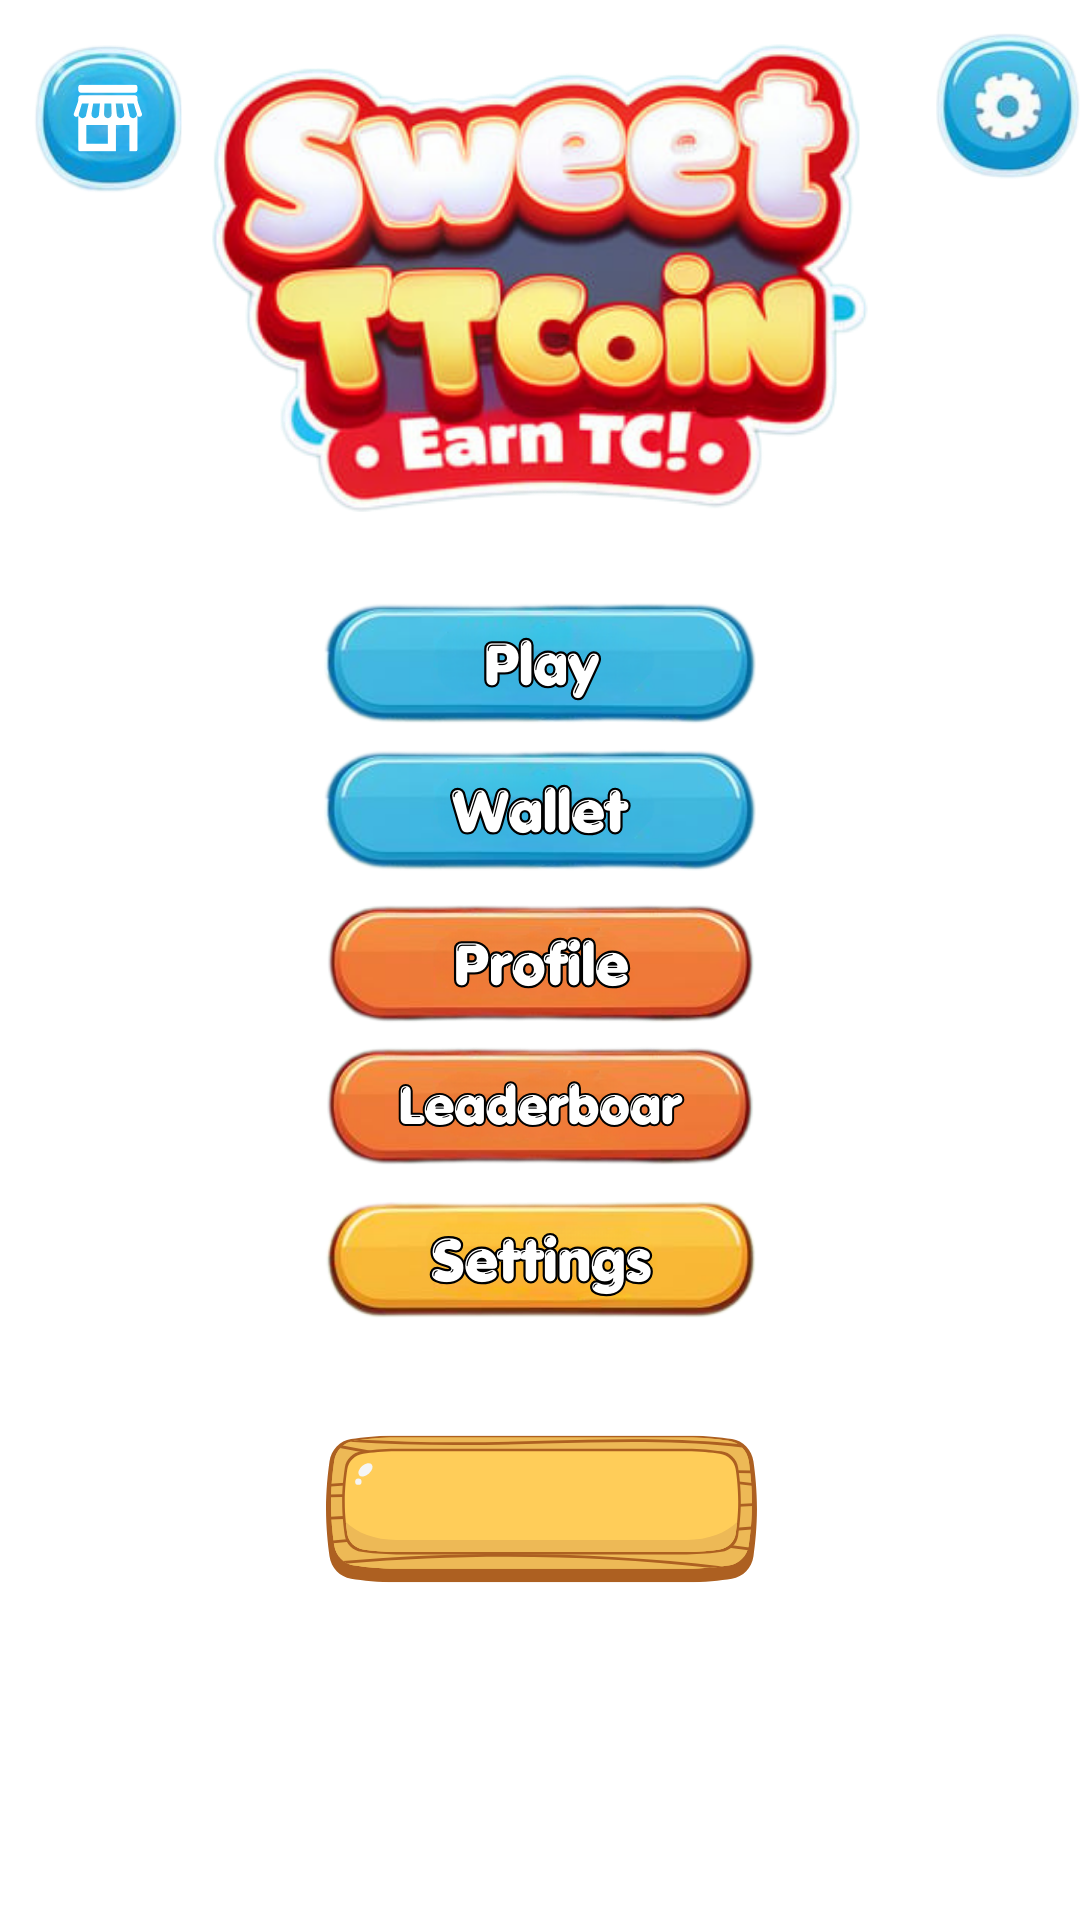 Sweet
TTCoiN
• Earn TC! •
Play
Wallet
Profile
Leaderboar
Settings